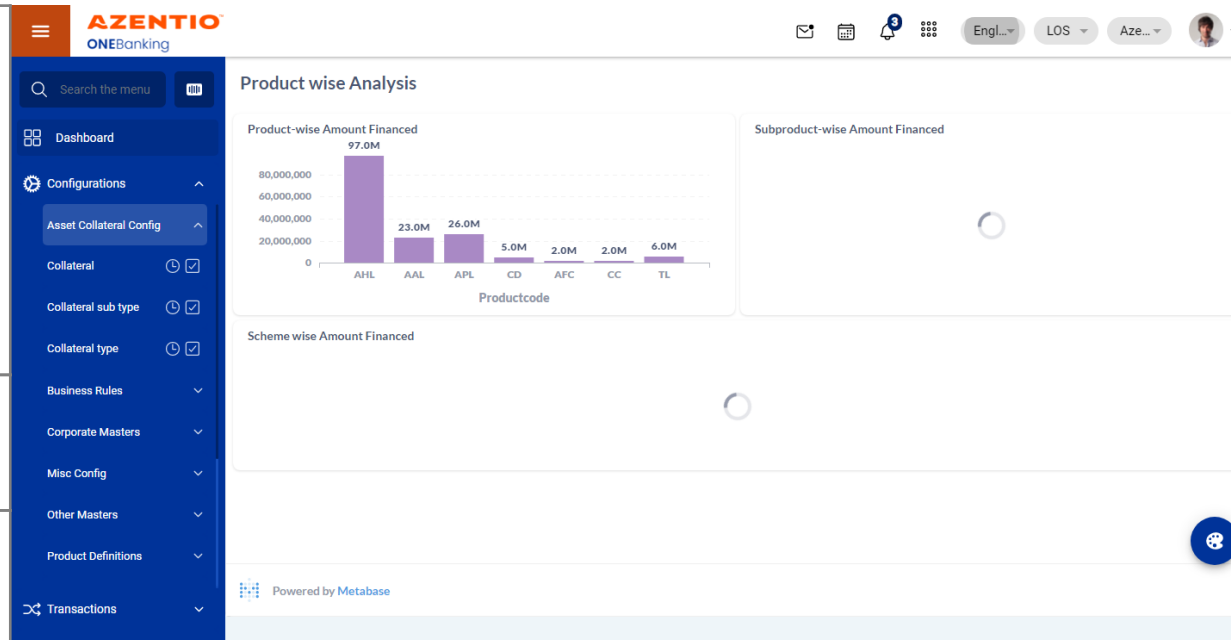 AZENTIO
ONEBanking
3
Engl...
LOS
Aze...
Search the menu
Dashboard
Configurations
Asset Collateral Config
Collateral
Collateral sub type
Collateral type
Business Rules
Corporate Masters
Misc Config
Other Masters
Product Definitions
Transactions
Product wise Analysis
Product-wise Amount Financed
97.0M
80,000,000
60,000,000
40,000,000
20,000,000
0
23.0M
26.0M
5.0M
2.0M
2.0M
6.0M
AHL AAL APL CD AFC CC TL
Productcode
Subproduct-wise Amount Financed
Scheme wise Amount Financed
Powered by Metabase